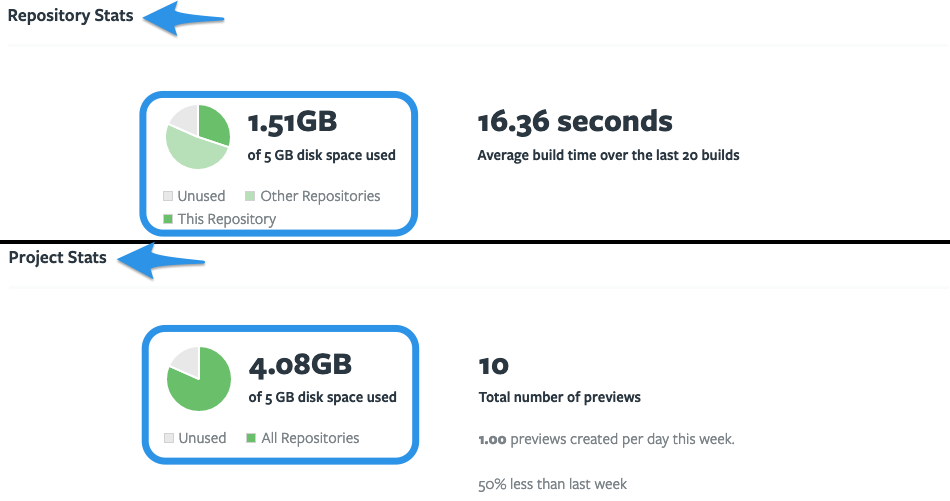 Repository Stats
1.51GB
of 5 GB disk space used
Unused Other Repositories
This Repository
16.36 seconds
Average build time over the last 20 builds
Project Stats
4.08GB
of 5 GB disk space used
Unused All Repositories
10
Total number of previews
1.00 previews created per day this week.
50% less than last week